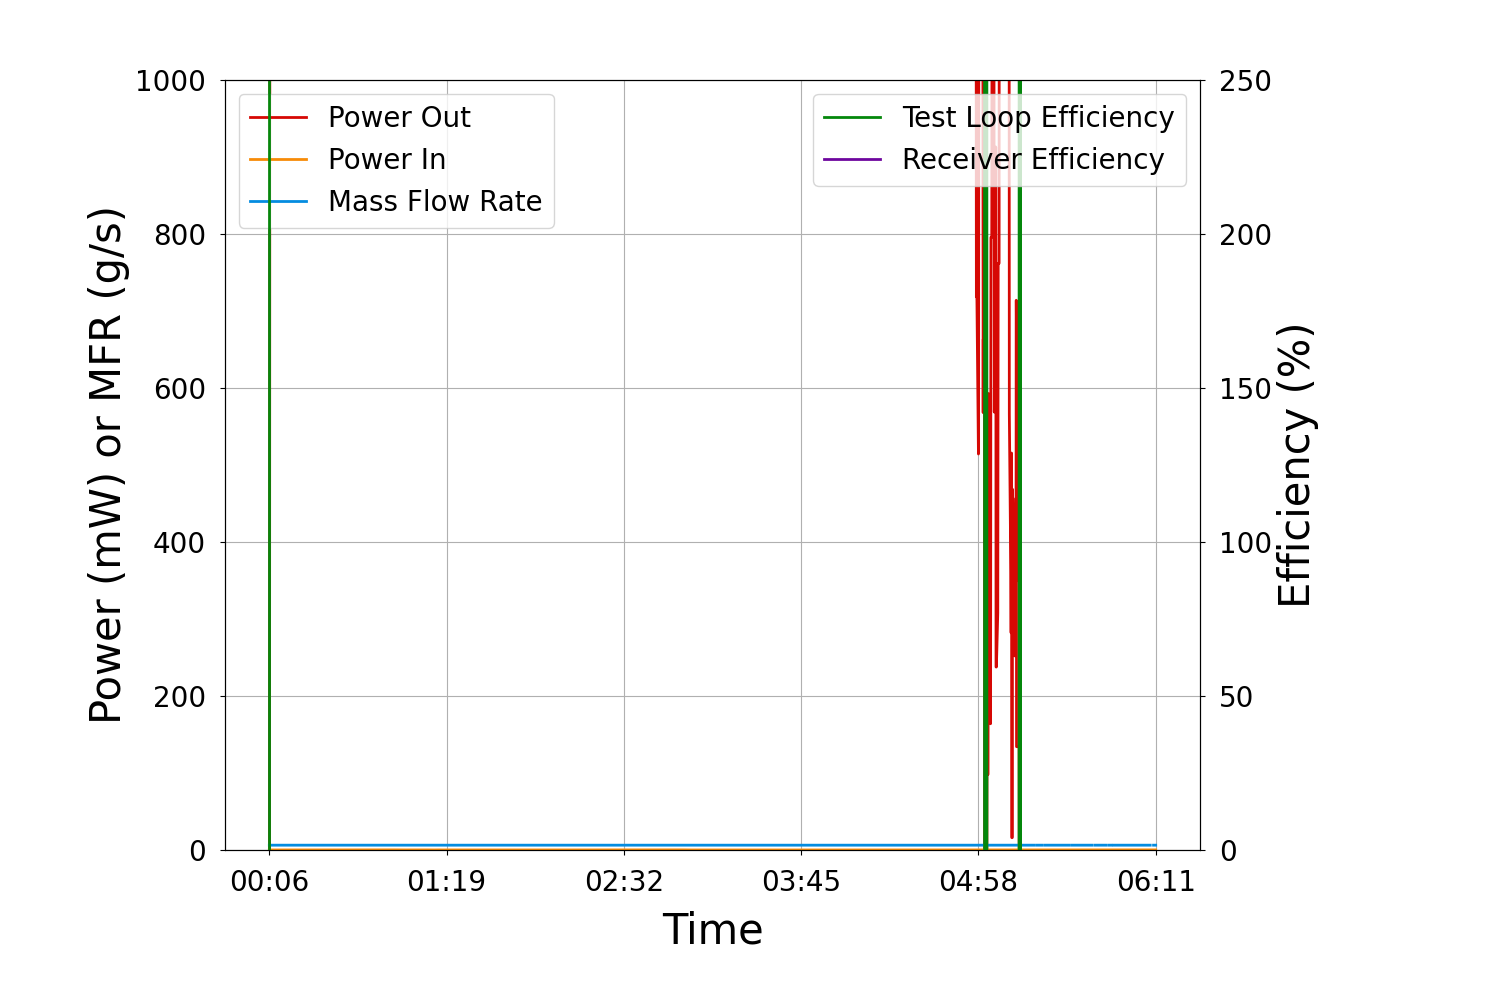 1000
800
600
400
200
0
Power (mW) or MFR (g/s)
Power Out
Power In
Mass Flow Rate
Test Loop Efficiency
Receiver Efficiency
250
200
150
100
50
0
Efficiency (%)
00:06 01:19 02:32 03:45 04:58 06:11
Time